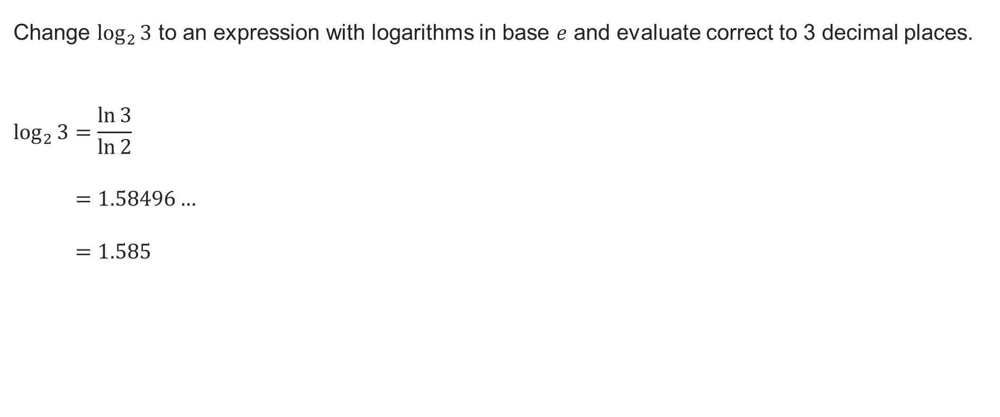 Change log₂ 3 to an expression with logarithms in base e and evaluate correct to 3 decimal places.
log₂ 3 = ln 3 / ln 2
= 1.58496 ...
= 1.585